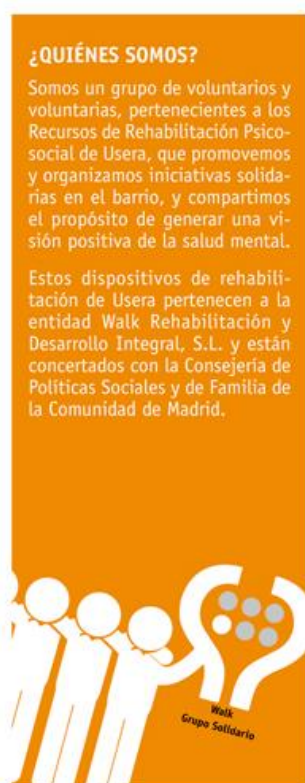 ¿QUIÉNES SOMOS?
Somos un grupo de voluntarios y
voluntarias, pertenecientes a los
Recursos de Rehabilitación Psico-
social de Usera, que promovemos
y organizamos iniciativas solida-
rias en el barrio, y compartimos
el propósito de generar una vi-
sión positiva de la salud mental.
Estos dispositivos de rehabili-
tación de Usera pertenecen a la
entidad Walk Rehabilitación y
Desarrollo Integral, S.L. y están
concertados con la Consejería de
Políticas Sociales y de Familia de
la Comunidad de Madrid.
Walk
Grupo Solidario